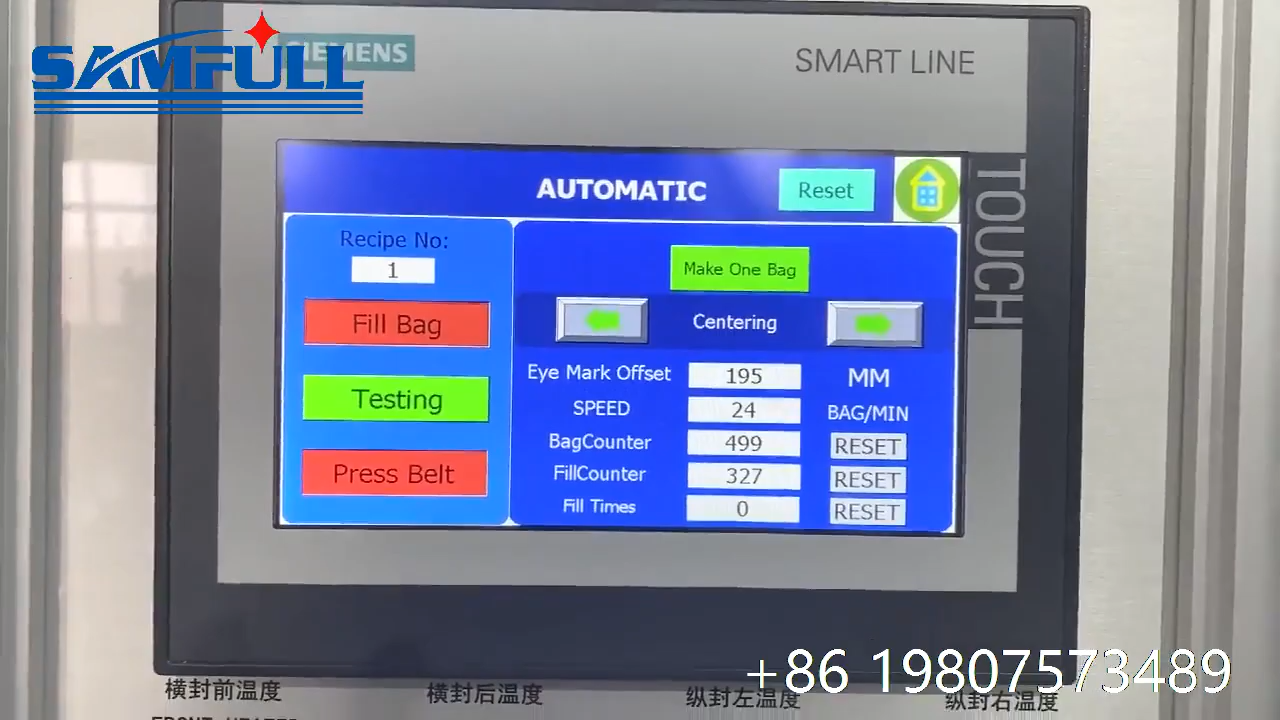 SAMFULL
SIEMENS
SMART LINE
TOUCH
AUTOMATIC
Reset
Recipe No:
1
Fill Bag
Testing
Press Belt
Make One Bag
Centering
Eye Mark Offset 195 MM
SPEED 24 BAG/MIN
BagCounter 499 RESET
FillCounter 327 RESET
Fill Times 0 RESET
+86 19807573489
横封前温度 横封后温度 纵封左温度 纵封右温度
FRONT HEATER